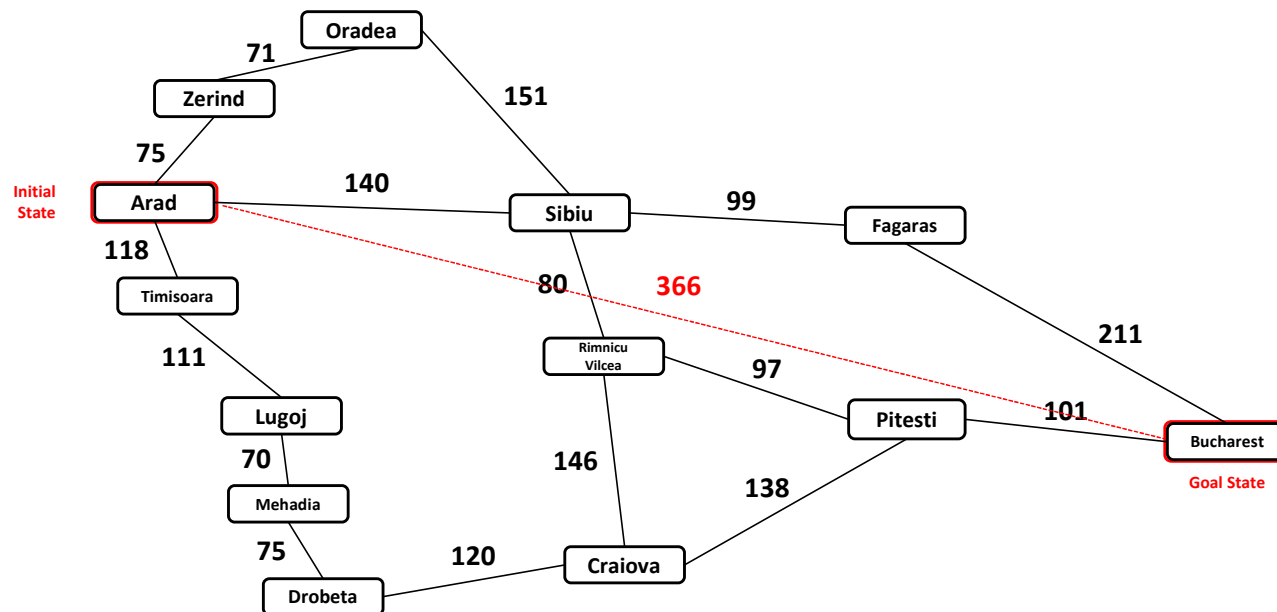 Oradea
71
Zerind
151
75
Initial
State
Arad
140
Sibiu
99
Fagaras
118
Timisoara
80
366
111
Rimnicu
Vilcea
97
211
Lugoj
Pitesti
101
Bucharest
70
146
138
Goal State
Mehadia
75
120
Craiova
Drobeta